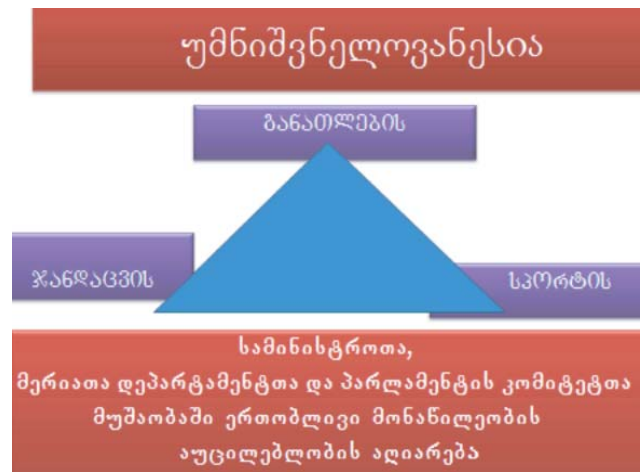 უმნიშვნელოვანესია
განათლების
ჯანდაცვის
სპორტის
სამინისტროთა,
მერიათა დეპარტამენტთა და პარლამენტის კომიტეტთა
მუშაობაში ერთობლივი მონაწილეობის
აუცილებლობის აღიარება